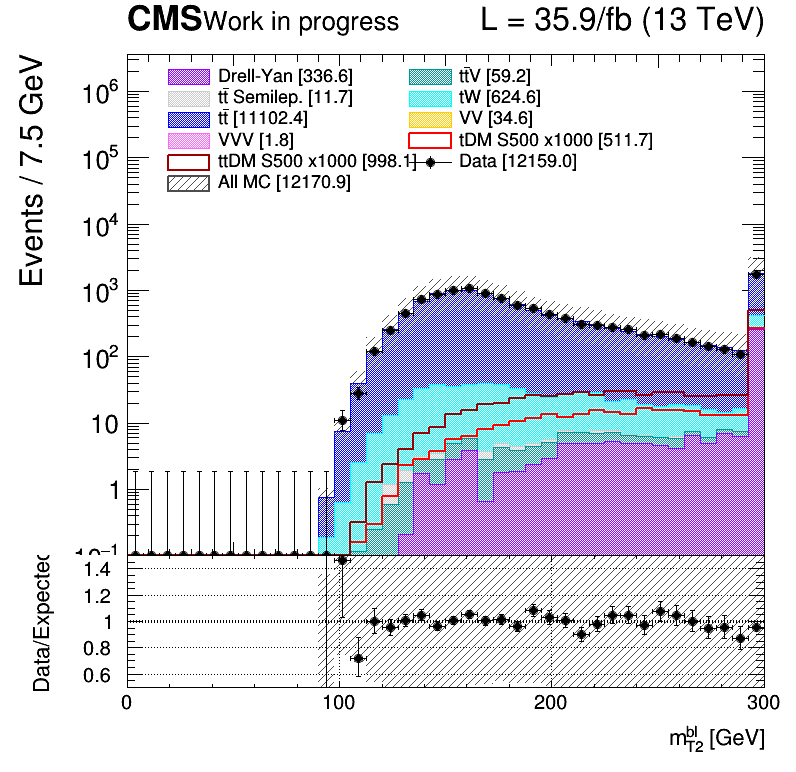 CMS Work in progress L = 35.9/fb (13 TeV)
Events / 7.5 GeV
Drell-Yan [336.6] tt̄V [59.2]
tt̄ Semilep. [11.7] tW [624.6]
tt̄ [11102.4] VV [34.6]
VVV [1.8] tDM S500 x1000 [511.7]
ttDM S500 x1000 [998.1] Data [12159.0]
All MC [12170.9]
10⁶
10⁵
10⁴
10³
10²
10
1
10⁻¹
Data/Expected
1.4
1.2
1
0.8
0.6
0 100 200 300
m_T2^bl [GeV]